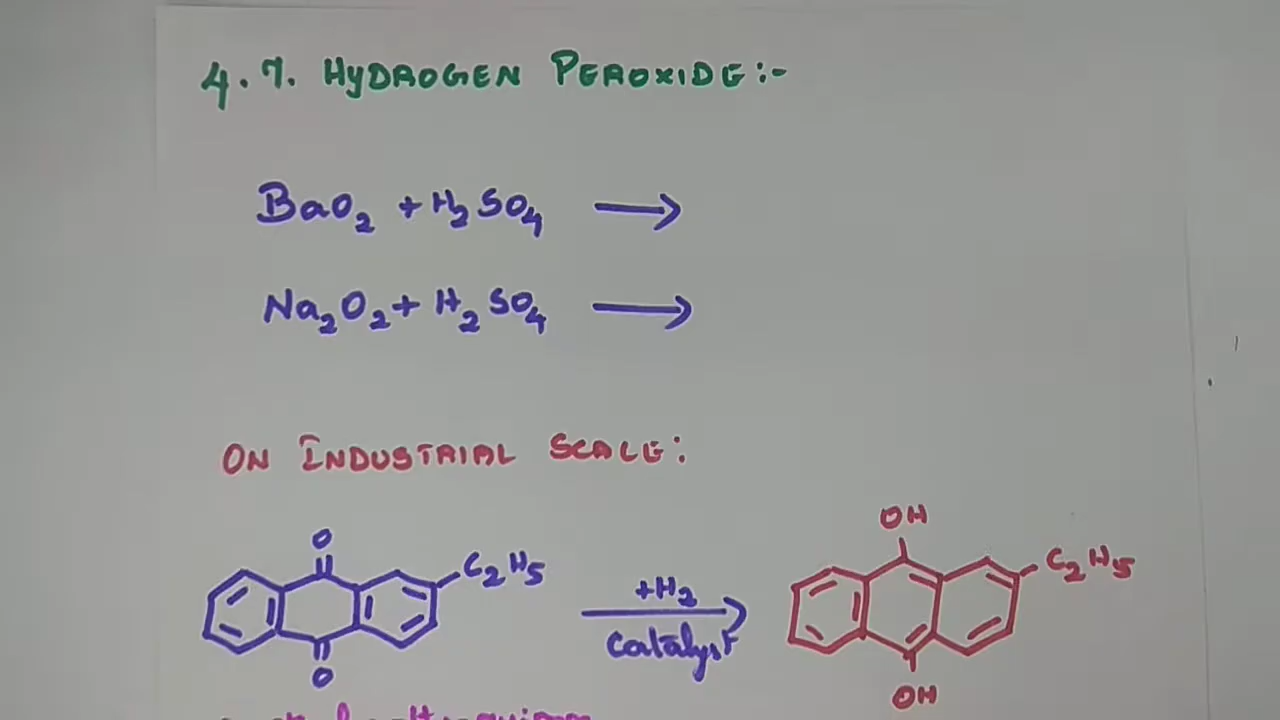 4.7. HYDROGEN PEROXIDE:-
BaO₂ + H₂SO₄ ⟶
Na₂O₂ + H₂SO₄ ⟶
ON INDUSTRIAL SCALE:
O
OH
C₂H₅
+H₂
C₂H₅
Catalyst
O
OH